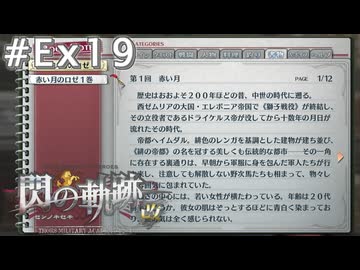 #Ex19
CATEGORIES
赤い月のロゼ1巻
第1回 赤い月
PAGE 1/12
歴史はおおよそ200年ほどの昔、中世の時代に遡る。
西ゼムリアの大国・エレボニア帝国で《獅子戦役》が終結し、
その立役者であるドライケルス帝が没してから十数年の月日が
流れたその時代。
帝都ヘイムダル。緋色のレンガを基調とした建物が建ち並び、
《緋の帝都》の名を冠する美しくも伝統的な都市――その一角
に存在する裏通りは、早朝から軍服に身を包んだ軍人が行き
来し、注意しても解散しない野次馬たちも相まって、物々し
い雰囲気に包まれていた。
の中心には、若い女性が横たわっている。年齢は20代
彼女の肌はぞっとするほどに青白く染まってお
は全く感じられない。
閃の軌跡IV
センノキセキ
THORS MILITARY ACADEMY